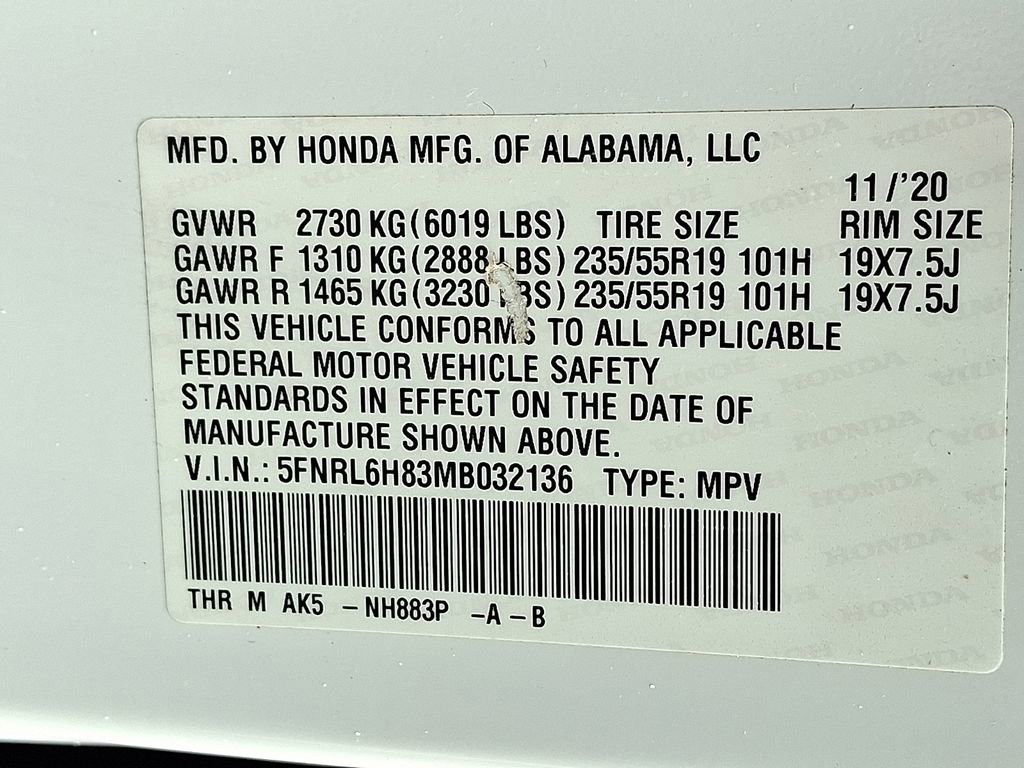 MFD. BY HONDA MFG. OF ALABAMA, LLC
11/'20
GVWR 2730 KG(6019 LBS) TIRE SIZE RIM SIZE
GAWR F 1310 KG(2888 LBS) 235/55R19 101H 19X7.5J
GAWR R 1465 KG(3230 LBS) 235/55R19 101H 19X7.5J
THIS VEHICLE CONFORMS TO ALL APPLICABLE
FEDERAL MOTOR VEHICLE SAFETY
STANDARDS IN EFFECT ON THE DATE OF
MANUFACTURE SHOWN ABOVE.
V.I.N.: 5FNRL6H83MB032136 TYPE: MPV
THR M AK5 -NH883P -A-B